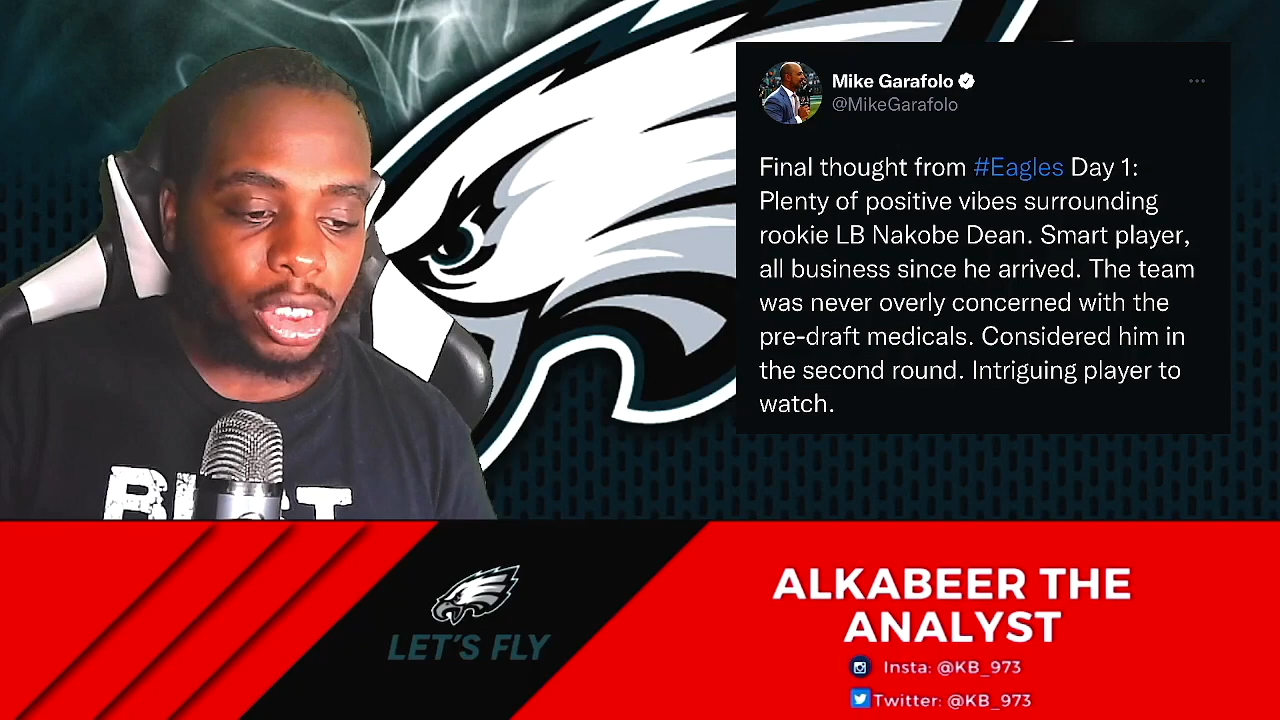 Mike Garafolo
@MikeGarafolo
Final thought from #Eagles Day 1:
Plenty of positive vibes surrounding
rookie LB Nakobe Dean. Smart player,
all business since he arrived. The team
was never overly concerned with the
pre-draft medicals. Considered him in
the second round. Intriguing player to
watch.
LET'S FLY
ALKABEER THE
ANALYST
Insta: @KB_973
Twitter: @KB_973